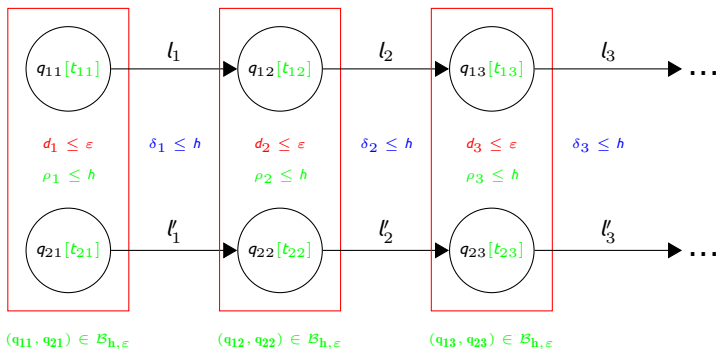 l₁ l₂ l₃
q₁₁[t₁₁] q₁₂[t₁₂] q₁₃[t₁₃] ...
d₁ ≤ ε δ₁ ≤ h d₂ ≤ ε δ₂ ≤ h d₃ ≤ ε δ₃ ≤ h
ρ₁ ≤ h ρ₂ ≤ h ρ₃ ≤ h
l′₁ l′₂ l′₃
q₂₁[t₂₁] q₂₂[t₂₂] q₂₃[t₂₃] ...
(q₁₁, q₂₁) ∈ ℬh,ε (q₁₂, q₂₂) ∈ ℬh,ε (q₁₃, q₂₃) ∈ ℬh,ε